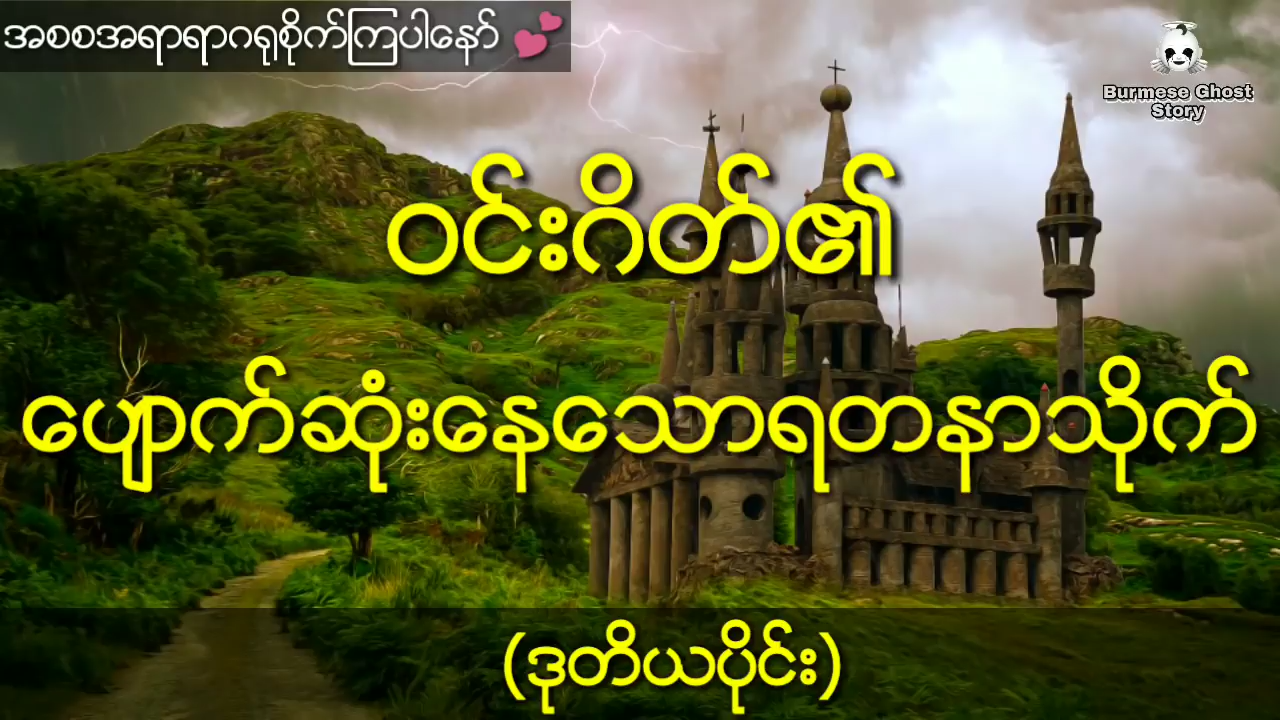 အစစအရာရာဂရုစိုက်ကြပါနော် 💕
Burmese Ghost
Story
ဝင်းဂိတ်၏
ပျောက်ဆုံးနေသောရတနာသိုက်
(ဒုတိယပိုင်း)